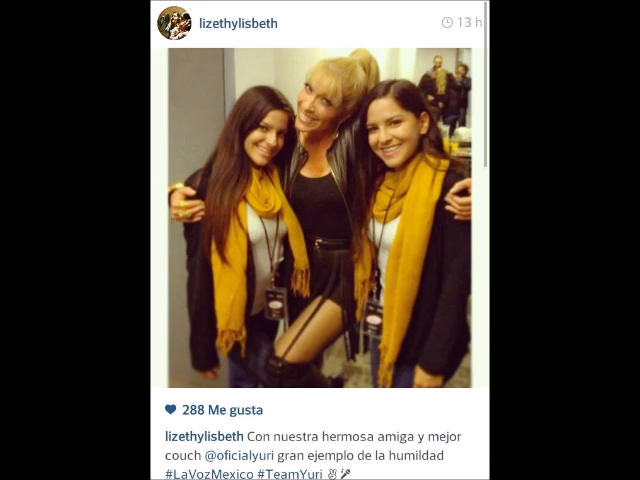 lizethylisbeth
13 h
288 Me gusta
lizethylisbeth Con nuestra hermosa amiga y mejor
couch @oficialyuri gran ejemplo de la humildad
#LaVozMexico #TeamYuri ✌🎤